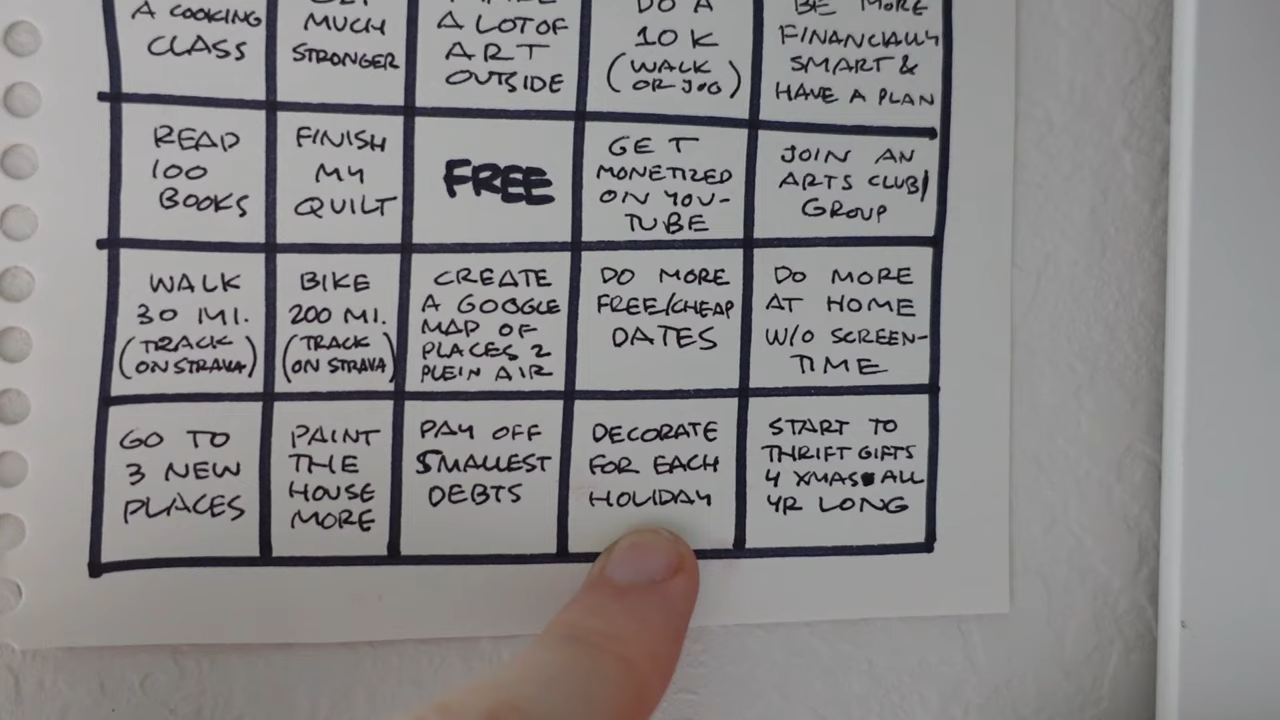 A COOKING
CLASS
MUCH
STRONGER
A LOT OF
ART
OUTSIDE
DO A
10 K
(WALK
OR JOG)
BE MORE
FINANCIALLY
SMART &
HAVE A PLAN
READ
100
BOOKS
FINISH
MY
QUILT
FREE
GET
MONETIZED
ON YOU-
TUBE
JOIN AN
ARTS CLUB/
GROUP
WALK
30 MI.
(TRACK
ON STRAVA)
BIKE
200 MI.
(TRACK
ON STRAVA)
CREATE
A GOOGLE
MAP OF
PLACES 2
PLEIN AIR
DO MORE
FREE/CHEAP
DATES
DO MORE
AT HOME
W/O SCREEN-
TIME
GO TO
3 NEW
PLACES
PAINT
THE
HOUSE
MORE
PAY OFF
SMALLEST
DEBTS
DECORATE
FOR EACH
HOLIDAY
START TO
THRIFT GIFTS
4 XMAS ALL
YR LONG